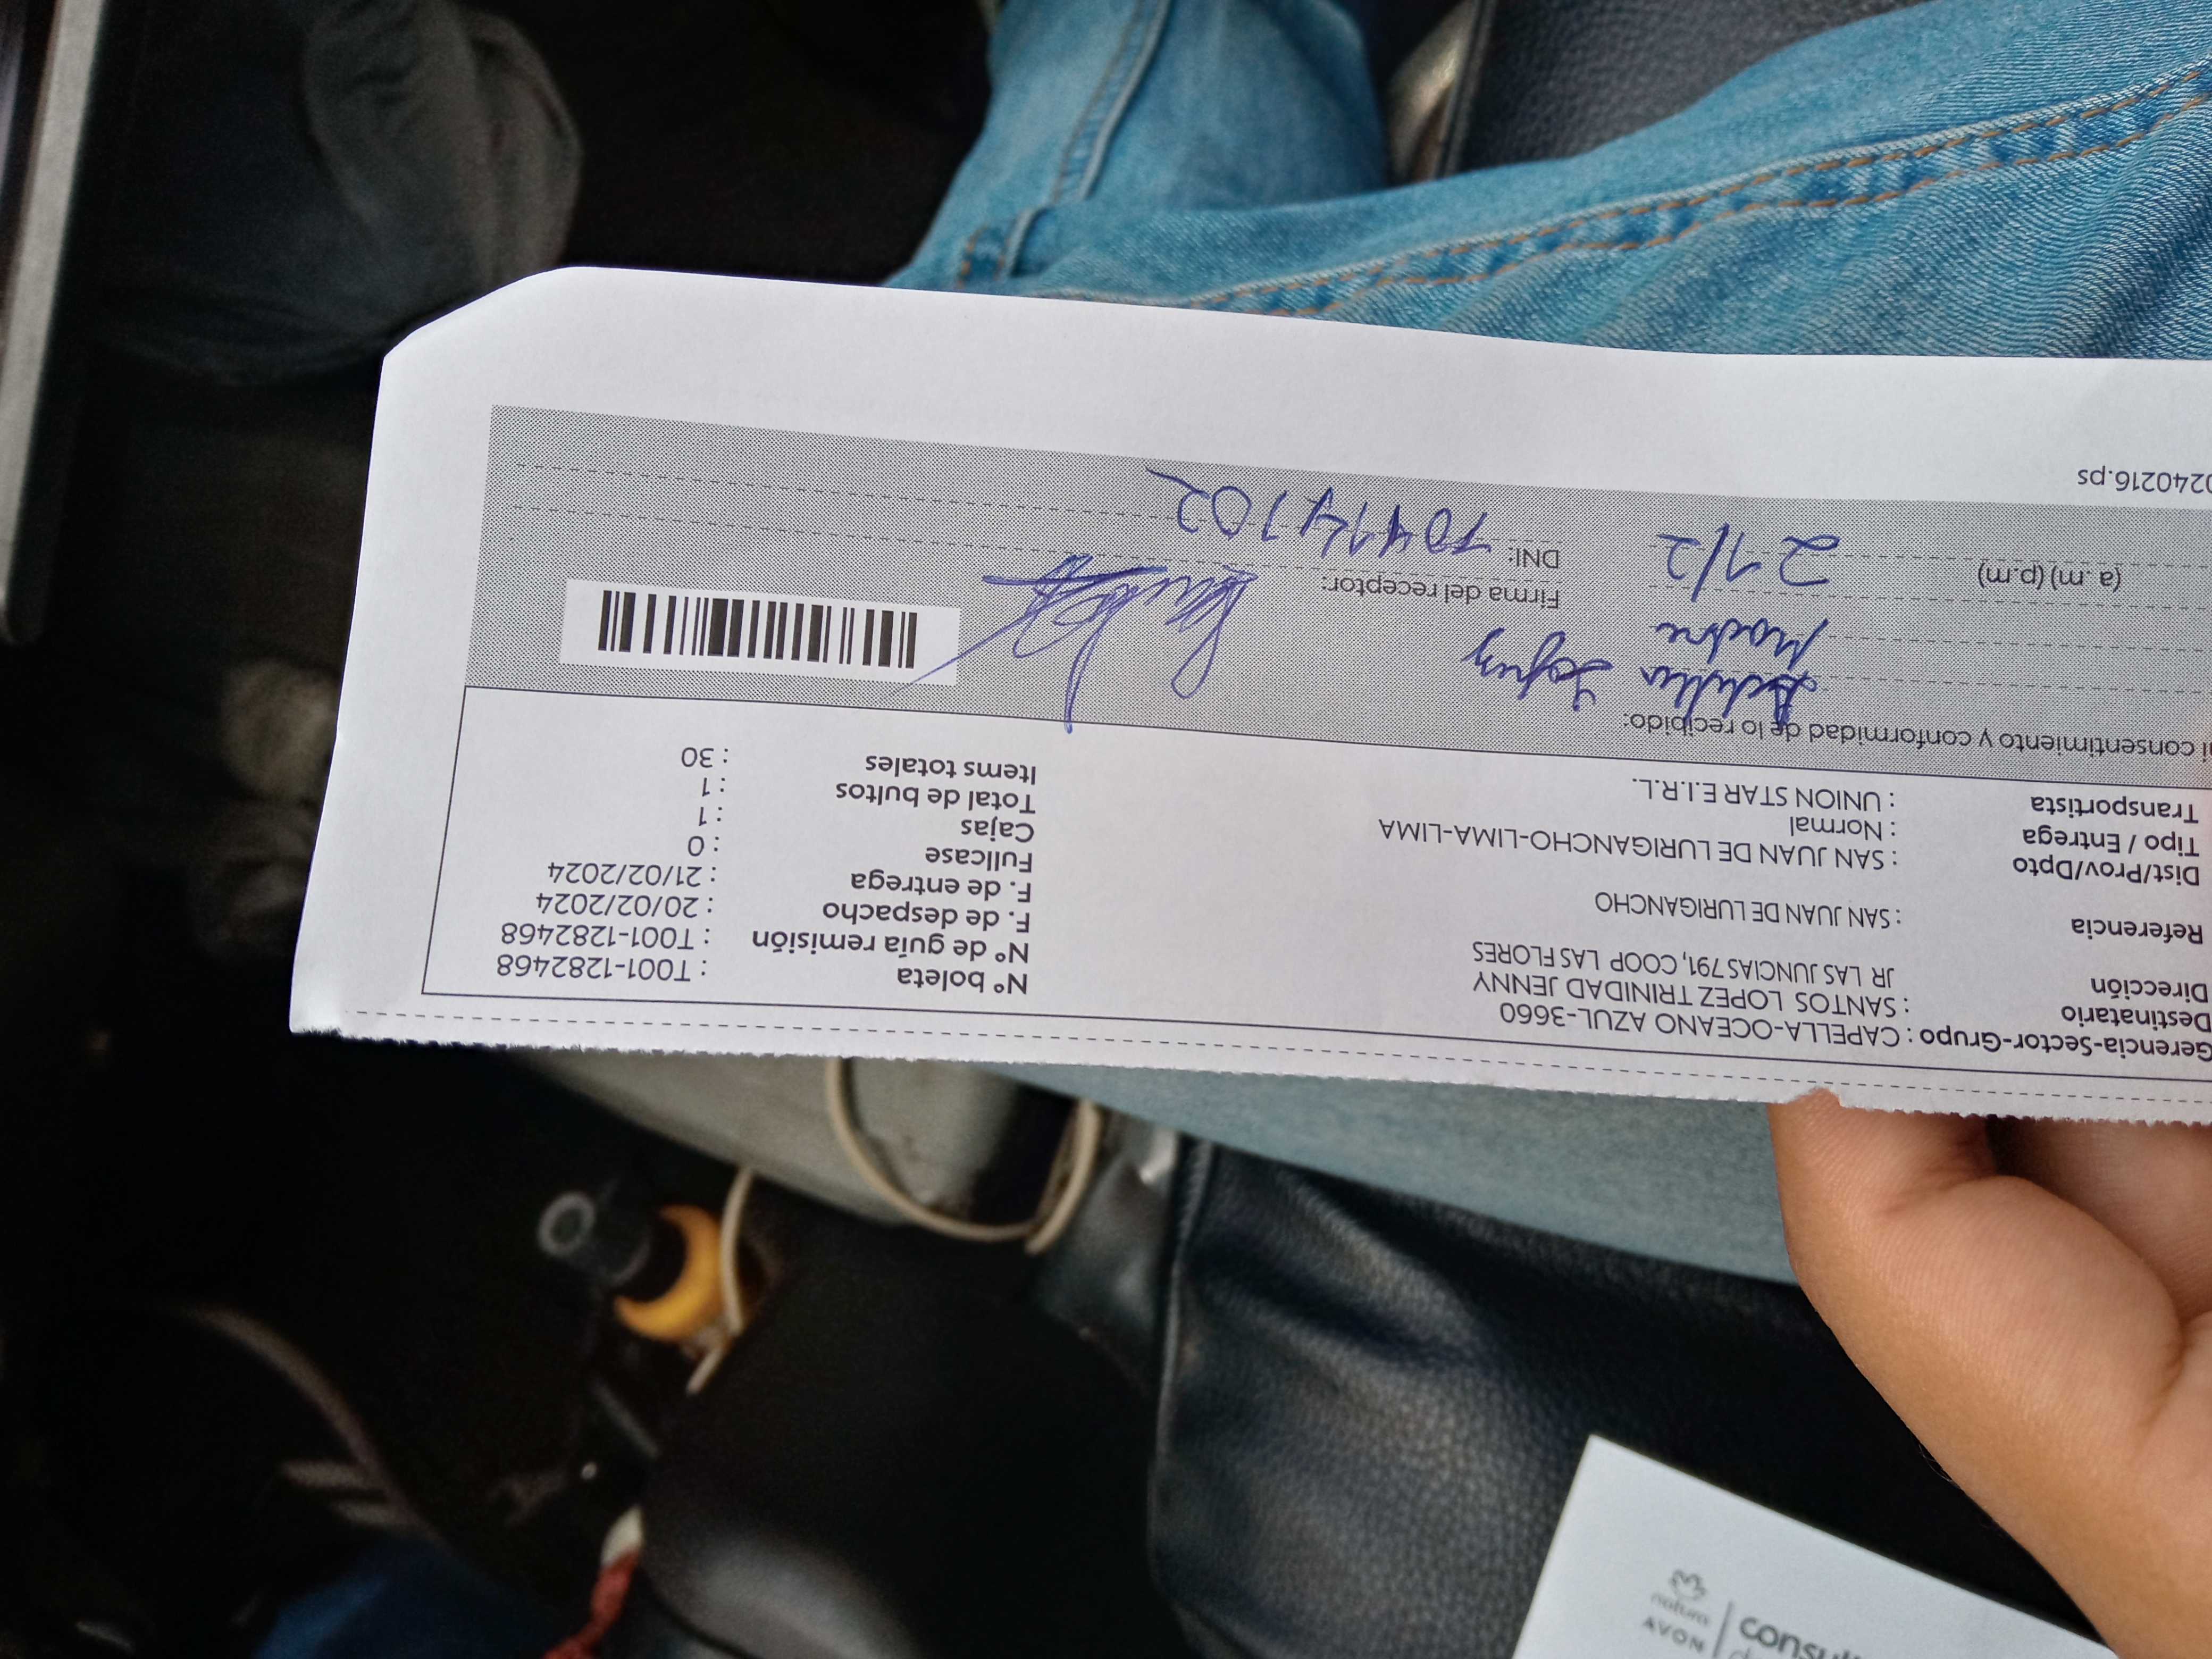 Gerencia-Sector-Grupo : CAPELLA-OCEANO AZUL-3660
Destinatario : SANTOS LOPEZ TRINIDAD JENNY
Dirección JR LAS JUNCIAS 791, COOP LAS FLORES
Referencia : SAN JUAN DE LURIGANCHO
Dist/Prov/Dpto : SAN JUAN DE LURIGANCHO-LIMA-LIMA
Tipo / Entrega : Normal
Transportista : UNION STAR E.I.R.L.
N° boleta : T001-1282468
N° de guía remisión : T001-1282468
F. de despacho : 20/02/2024
F. de entrega : 21/02/2024
Fullcase : 0
Cajas : 1
Total de bultos : 1
Items totales : 30
consentimiento y conformidad de lo recibido:
Madre
Firma del receptor:
(a .m) (p.m) 21/2
DNI: 70414102
0240216.ps
natura
AVON